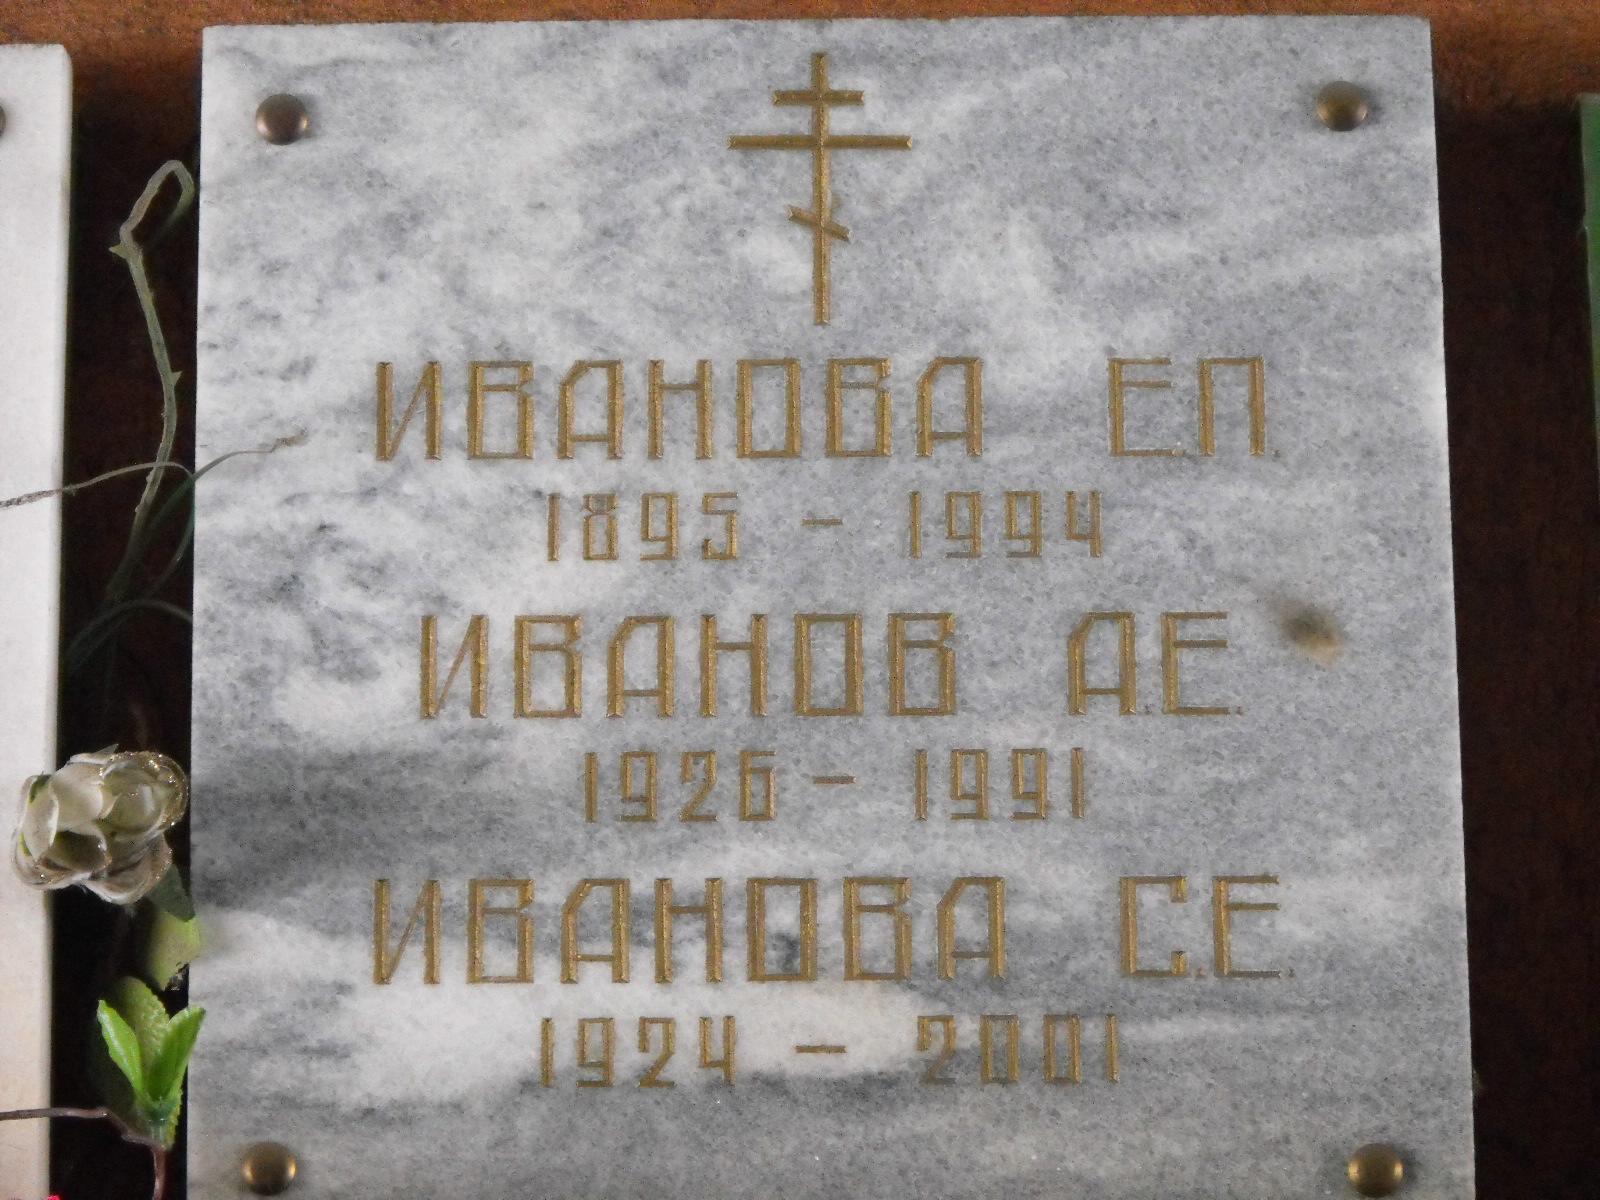 ИВАНОВА Е.П.
1895 - 1994
ИВАНОВ А.Е.
1926 - 1991
ИВАНОВА С.Е.
1924 - 2001